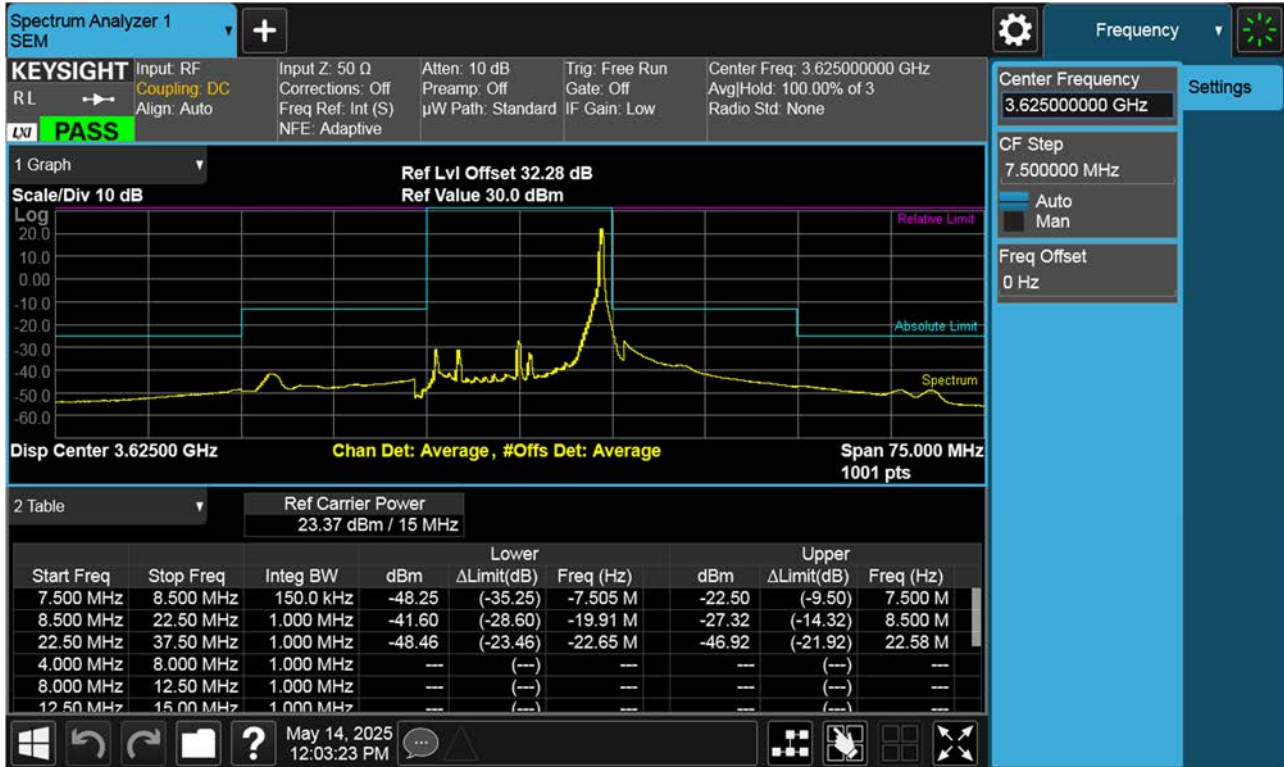 Spectrum Analyzer 1
SEM
+
Frequency
KEYSIGHT
RL
LXI
PASS
Input: RF
Coupling: DC
Align: Auto
Input Z: 50 Ω
Corrections: Off
Freq Ref: Int (S)
NFE: Adaptive
Atten: 10 dB
Preamp: Off
µW Path: Standard
Trig: Free Run
Gate: Off
IF Gain: Low
Center Freq: 3.625000000 GHz
Avg|Hold: 100.00% of 3
Radio Std: None
Center Frequency
3.625000000 GHz
Settings
CF Step
7.500000 MHz
Auto
Man
Freq Offset
0 Hz
1 Graph
Scale/Div 10 dB
Ref Lvl Offset 32.28 dB
Ref Value 30.0 dBm
Log
20.0
10.0
0.00
-10.0
-20.0
-30.0
-40.0
-50.0
-60.0
Relative Limit
Absolute Limit
Spectrum
Disp Center 3.62500 GHz
Chan Det: Average , #Offs Det: Average
Span 75.000 MHz
1001 pts
2 Table
Ref Carrier Power
23.37 dBm / 15 MHz
Lower Upper
Start Freq Stop Freq Integ BW dBm ΔLimit(dB) Freq (Hz) dBm ΔLimit(dB) Freq (Hz)
7.500 MHz 8.500 MHz 150.0 kHz -48.25 (-35.25) -7.505 M -22.50 (-9.50) 7.500 M
8.500 MHz 22.50 MHz 1.000 MHz -41.60 (-28.60) -19.91 M -27.32 (-14.32) 8.500 M
22.50 MHz 37.50 MHz 1.000 MHz -48.46 (-23.46) -22.65 M -46.92 (-21.92) 22.58 M
4.000 MHz 8.000 MHz 1.000 MHz --- (---) --- --- (---) ---
8.000 MHz 12.50 MHz 1.000 MHz --- (---) --- --- (---) ---
12.50 MHz 15.00 MHz 1.000 MHz --- (---) --- --- (---) ---
?
May 14, 2025
12:03:23 PM